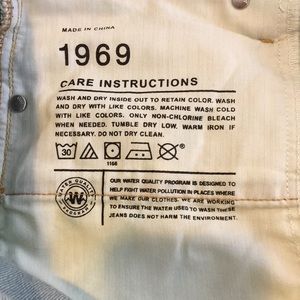 MADE IN CHINA
1969
CARE INSTRUCTIONS
WASH AND DRY INSIDE OUT TO RETAIN COLOR. WASH
AND DRY WITH LIKE COLORS. MACHINE WASH COLD
WITH LIKE COLORS. ONLY NON-CHLORINE BLEACH
WHEN NEEDED. TUMBLE DRY LOW. WARM IRON IF
NECESSARY. DO NOT DRY CLEAN.
30
1166
WATER QUALITY
W
PROGRAM
OUR WATER QUALITY PROGRAM IS DESIGNED TO
HELP FIGHT WATER POLLUTION IN PLACES WHERE
WE MAKE OUR CLOTHES. WE ARE WORKING
TO ENSURE THE WATER USED TO WASH THESE
JEANS DOES NOT HARM THE ENVIRONMENT.